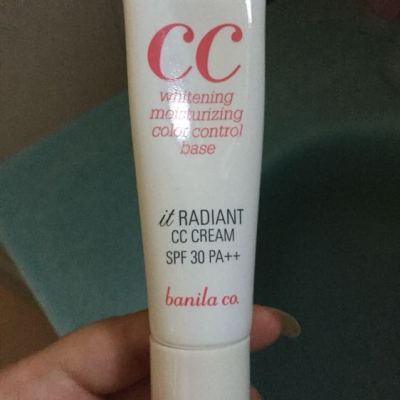 CC
whitening
moisturizing
color control
base
it RADIANT
CC CREAM
SPF 30 PA++
banila co.